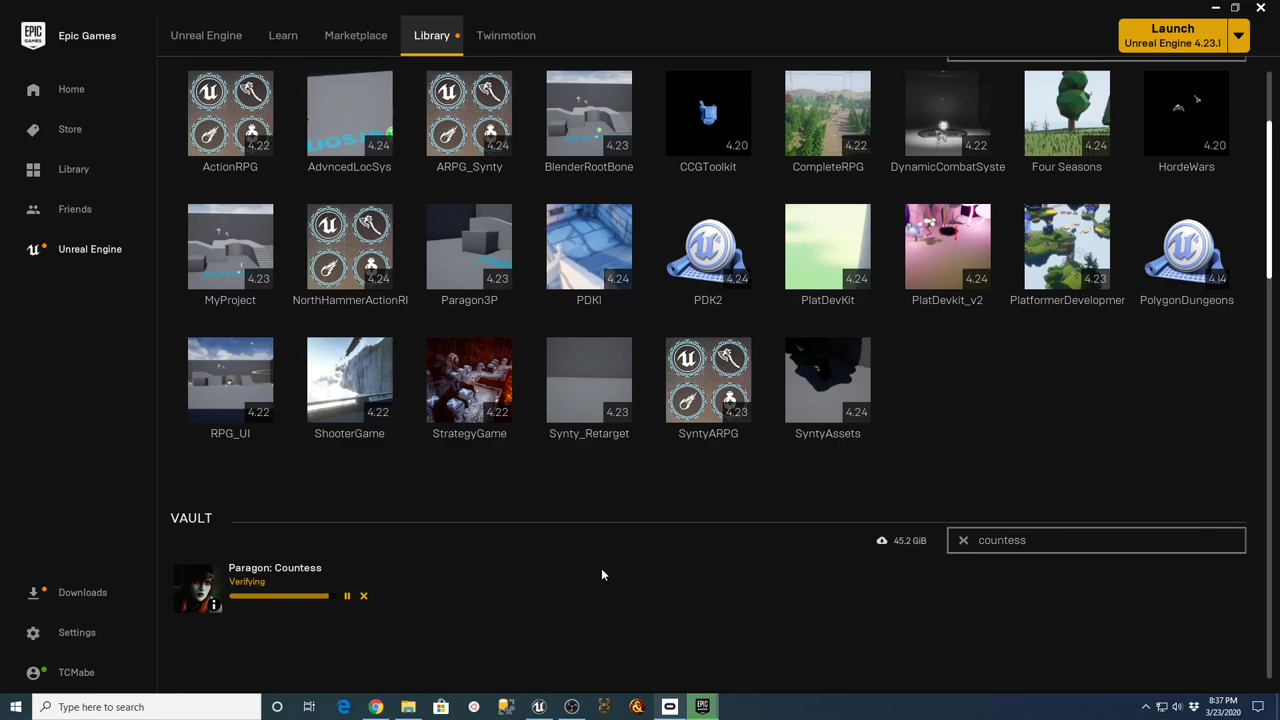 EPIC GAMES
Epic Games
Unreal Engine
Learn
Marketplace
Library
Twinmotion
Launch
Unreal Engine 4.23.1
Home
Store
Library
Friends
Unreal Engine
4.22
4.24
4.22
4.23
4.20
4.22
4.22
4.24
4.20
ActionRPG
AdvncedLocSys
ARPG_Synty
BlenderRootBone
CCGToolkit
CompleteRPG
DynamicCombatSyste
Four Seasons
HordeWars
4.23
4.24
4.23
4.24
4.24
4.24
4.24
4.23
4.14
MyProject
NorthHammerActionRI
Paragon3P
PDK1
PDK2
PlatDevKit
PlatDevkit_v2
PlatformerDevelopmer
PolygonDungeons
4.22
4.22
4.22
4.23
4.23
4.24
RPG_UI
ShooterGame
StrategyGame
Synty_Retarget
SyntyARPG
SyntyAssets
VAULT
45.2 GiB
countess
Paragon: Countess
Verifying
Downloads
Settings
TCMabe
Type here to search
8:37 PM
3/23/2020